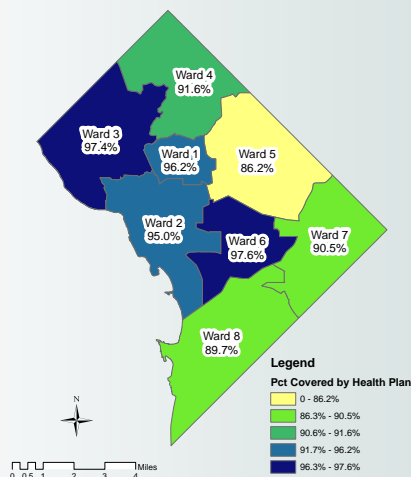 Ward 4
91.6%
Ward 3
97.4%
Ward 1
96.2%
Ward 5
86.2%
Ward 2
95.0%
Ward 6
97.6%
Ward 7
90.5%
Ward 8
89.7%
Legend
Pct Covered by Health Plan
0 - 86.2%
86.3% - 90.5%
90.6% - 91.6%
91.7% - 96.2%
96.3% - 97.6%
N
Miles
0 0.5 1 2 3 4